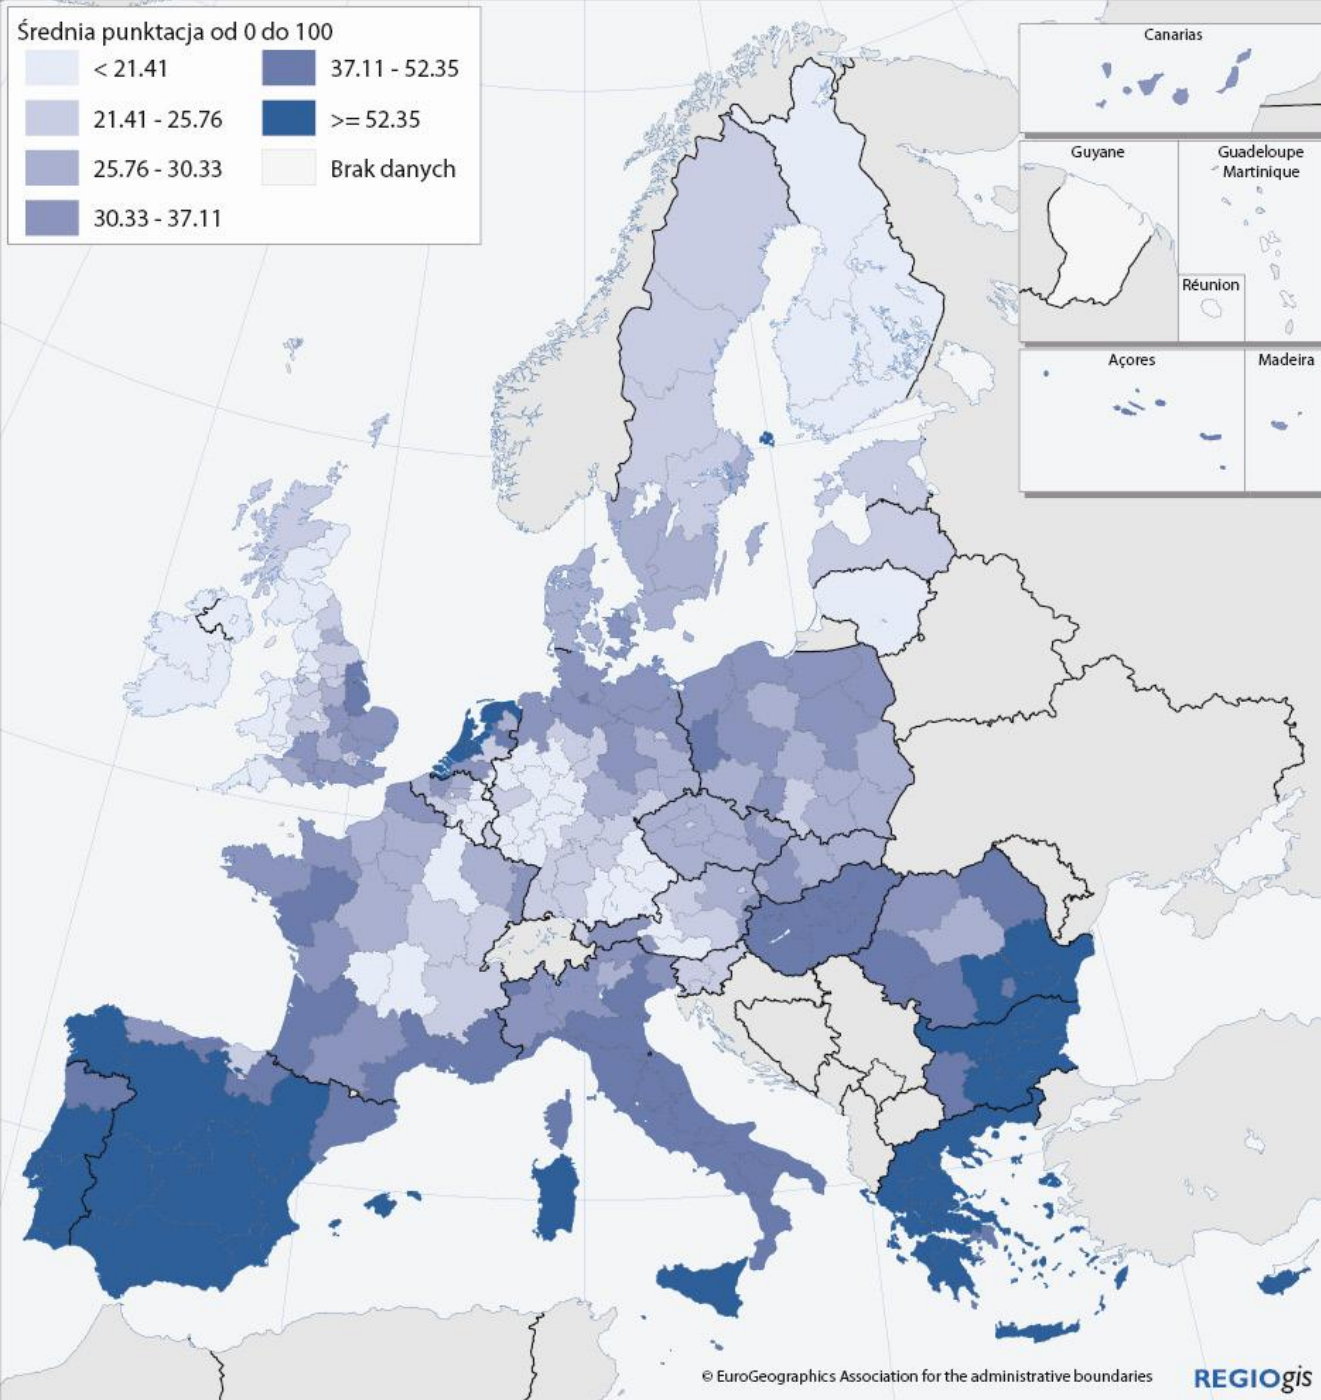 Średnia punktacja od 0 do 100
< 21.41
21.41 - 25.76
25.76 - 30.33
30.33 - 37.11
37.11 - 52.35
>= 52.35
Brak danych
Canarias
Guyane
Guadeloupe
Martinique
Réunion
Açores
Madeira
© EuroGeographics Association for the administrative boundaries
REGIOgis